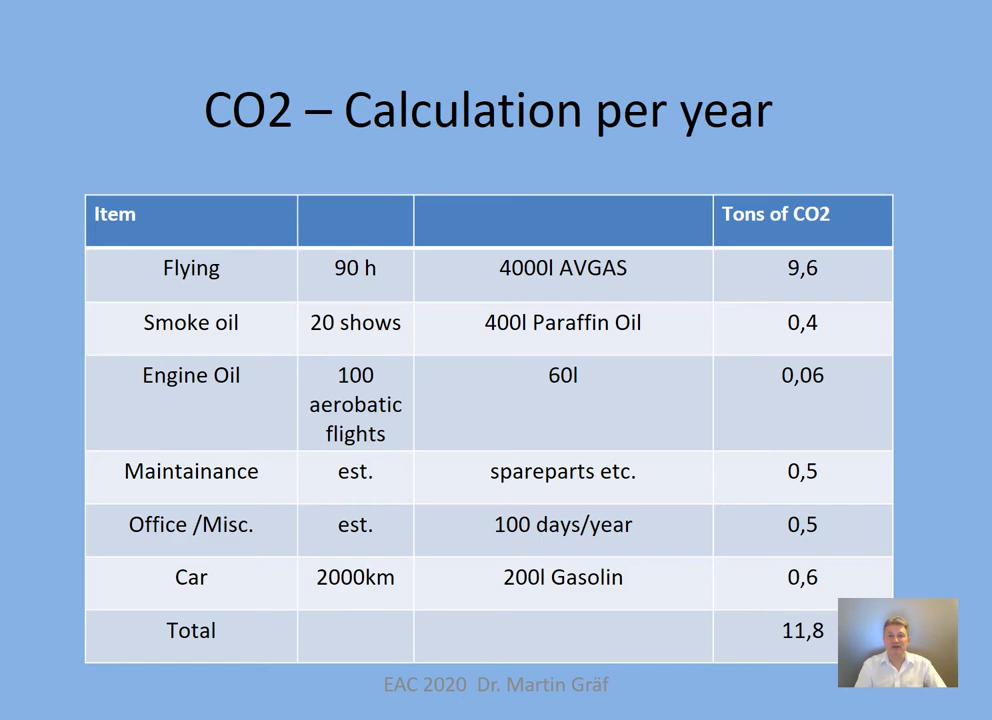 CO2 – Calculation per year
Item Tons of CO2
Flying 90 h 4000l AVGAS 9,6
Smoke oil 20 shows 400l Paraffin Oil 0,4
Engine Oil 100 aerobatic flights 60l 0,06
Maintainance est. spareparts etc. 0,5
Office /Misc. est. 100 days/year 0,5
Car 2000km 200l Gasolin 0,6
Total 11,8
EAC 2020 Dr. Martin Gräf